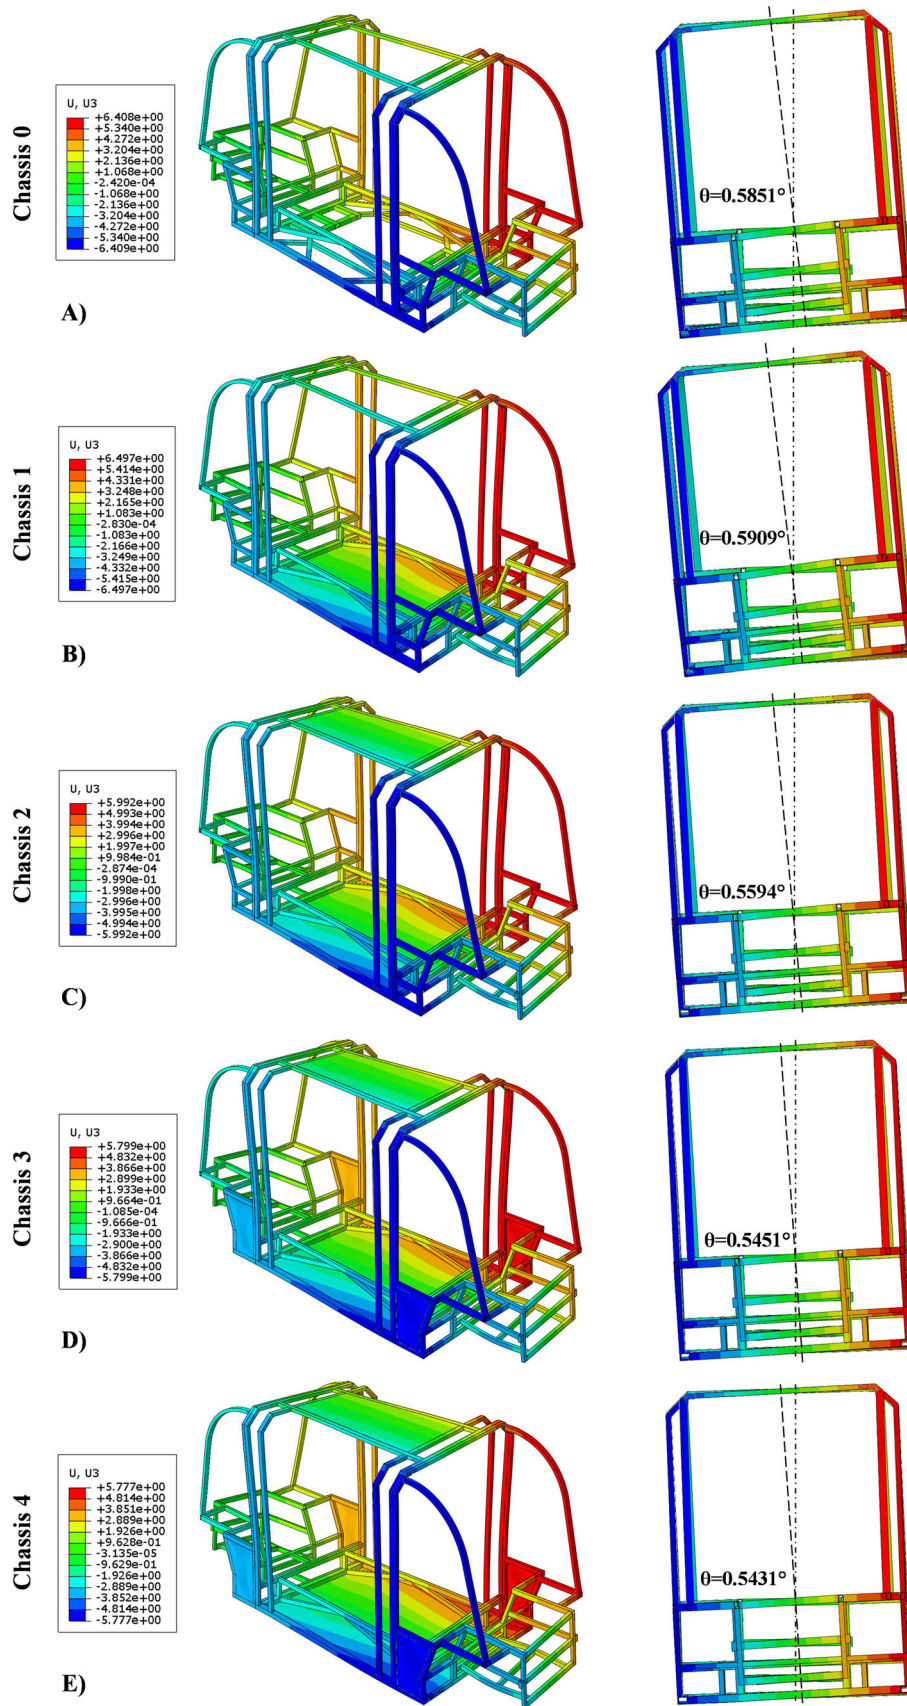 Chassis 0
U, U3
+6.408e+00
+5.340e+00
+4.272e+00
+3.204e+00
+2.136e+00
+1.068e+00
-2.420e-04
-1.068e+00
-2.136e+00
-3.204e+00
-4.272e+00
-5.340e+00
-6.409e+00
θ=0.5851°
A)
Chassis 1
U, U3
+6.497e+00
+5.414e+00
+4.331e+00
+3.248e+00
+2.165e+00
+1.083e+00
-2.830e-04
-1.083e+00
-2.166e+00
-3.249e+00
-4.332e+00
-5.415e+00
-6.497e+00
θ=0.5909°
B)
Chassis 2
U, U3
+5.992e+00
+4.993e+00
+3.994e+00
+2.996e+00
+1.997e+00
+9.984e-01
-2.874e-04
-9.990e-01
-1.998e+00
-2.996e+00
-3.995e+00
-4.994e+00
-5.992e+00
θ=0.5594°
C)
Chassis 3
U, U3
+5.799e+00
+4.832e+00
+3.866e+00
+2.899e+00
+1.933e+00
+9.664e-01
-1.085e-04
-9.666e-01
-1.933e+00
-2.900e+00
-3.866e+00
-4.832e+00
-5.799e+00
θ=0.5451°
D)
Chassis 4
U, U3
+5.777e+00
+4.814e+00
+3.851e+00
+2.889e+00
+1.926e+00
+9.628e-01
-3.135e-05
-9.629e-01
-1.926e+00
-2.889e+00
-3.852e+00
-4.814e+00
-5.777e+00
θ=0.5431°
E)